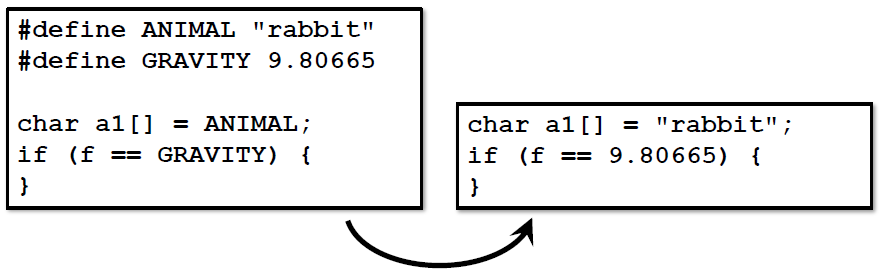 #define ANIMAL "rabbit"
#define GRAVITY 9.80665
char a1[] = ANIMAL;
if (f == GRAVITY) {
}
char a1[] = "rabbit";
if (f == 9.80665) {
}